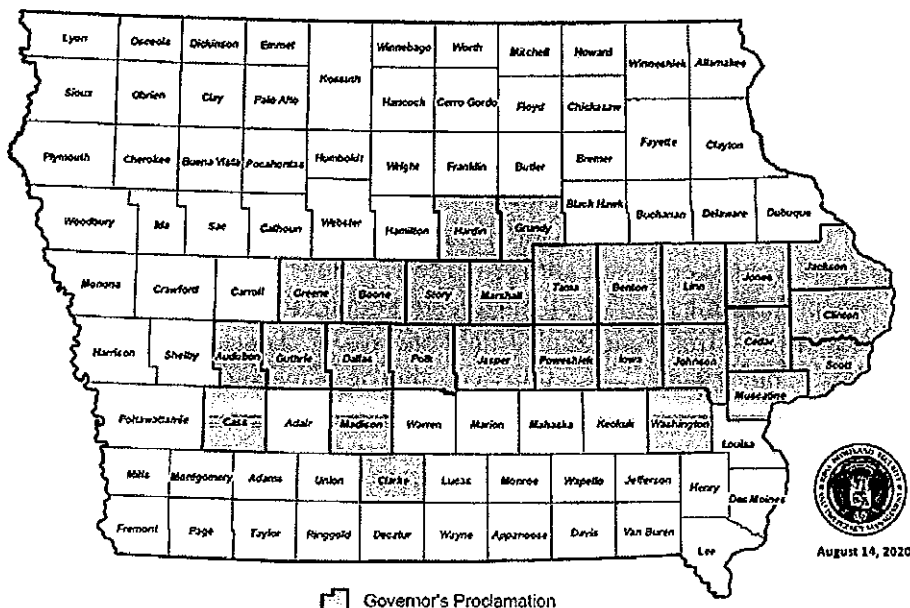 Lyon Osceola Dickinson Emmet Winnebago Worth Mitchell Howard
Kossuth Winneshiek Allamakee
Sioux Obrien Clay Palo Alto Hancock Cerro Gordo Floyd Chickasaw
Fayette Clayton
Plymouth Cherokee Buena Vista Pocahontas Humboldt Wright Franklin Butler Bremer
Woodbury Ida Sac Calhoun Webster Hamilton Hardin Grundy Black Hawk Buchanan Delaware Dubuque
Monona Crawford Carroll Greene Boone Story Marshall Tama Benton Linn Jones Jackson
Clinton
Harrison Shelby Audubon Guthrie Dallas Polk Jasper Poweshiek Iowa Johnson Cedar Scott
Muscatine
Pottawattamie Cass Adair Madison Warren Marion Mahaska Keokuk Washington
Louisa
Mills Montgomery Adams Union Clarke Lucas Monroe Wapello Jefferson Henry Des Moines
Fremont Page Taylor Ringgold Decatur Wayne Appanoose Davis Van Buren
Lee
August 14, 2020
Governor's Proclamation